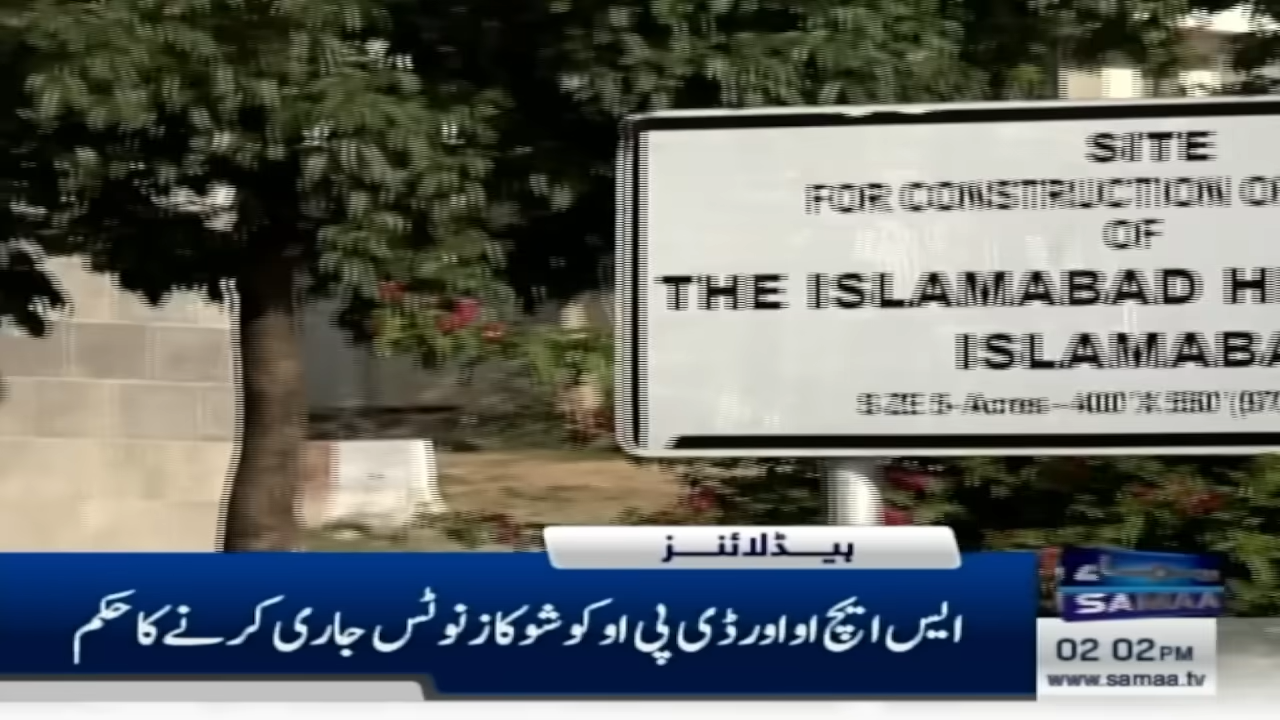 SITE
FOR CONSTRUCTION
OF
THE ISLAMABAD
ہیڈلائنز
ایس ایچ او اور ڈی پی او کو شوکاز نوٹس جاری کرنے کا حکم
سماء
SAMAA
02 02PM
www.samaa.tv